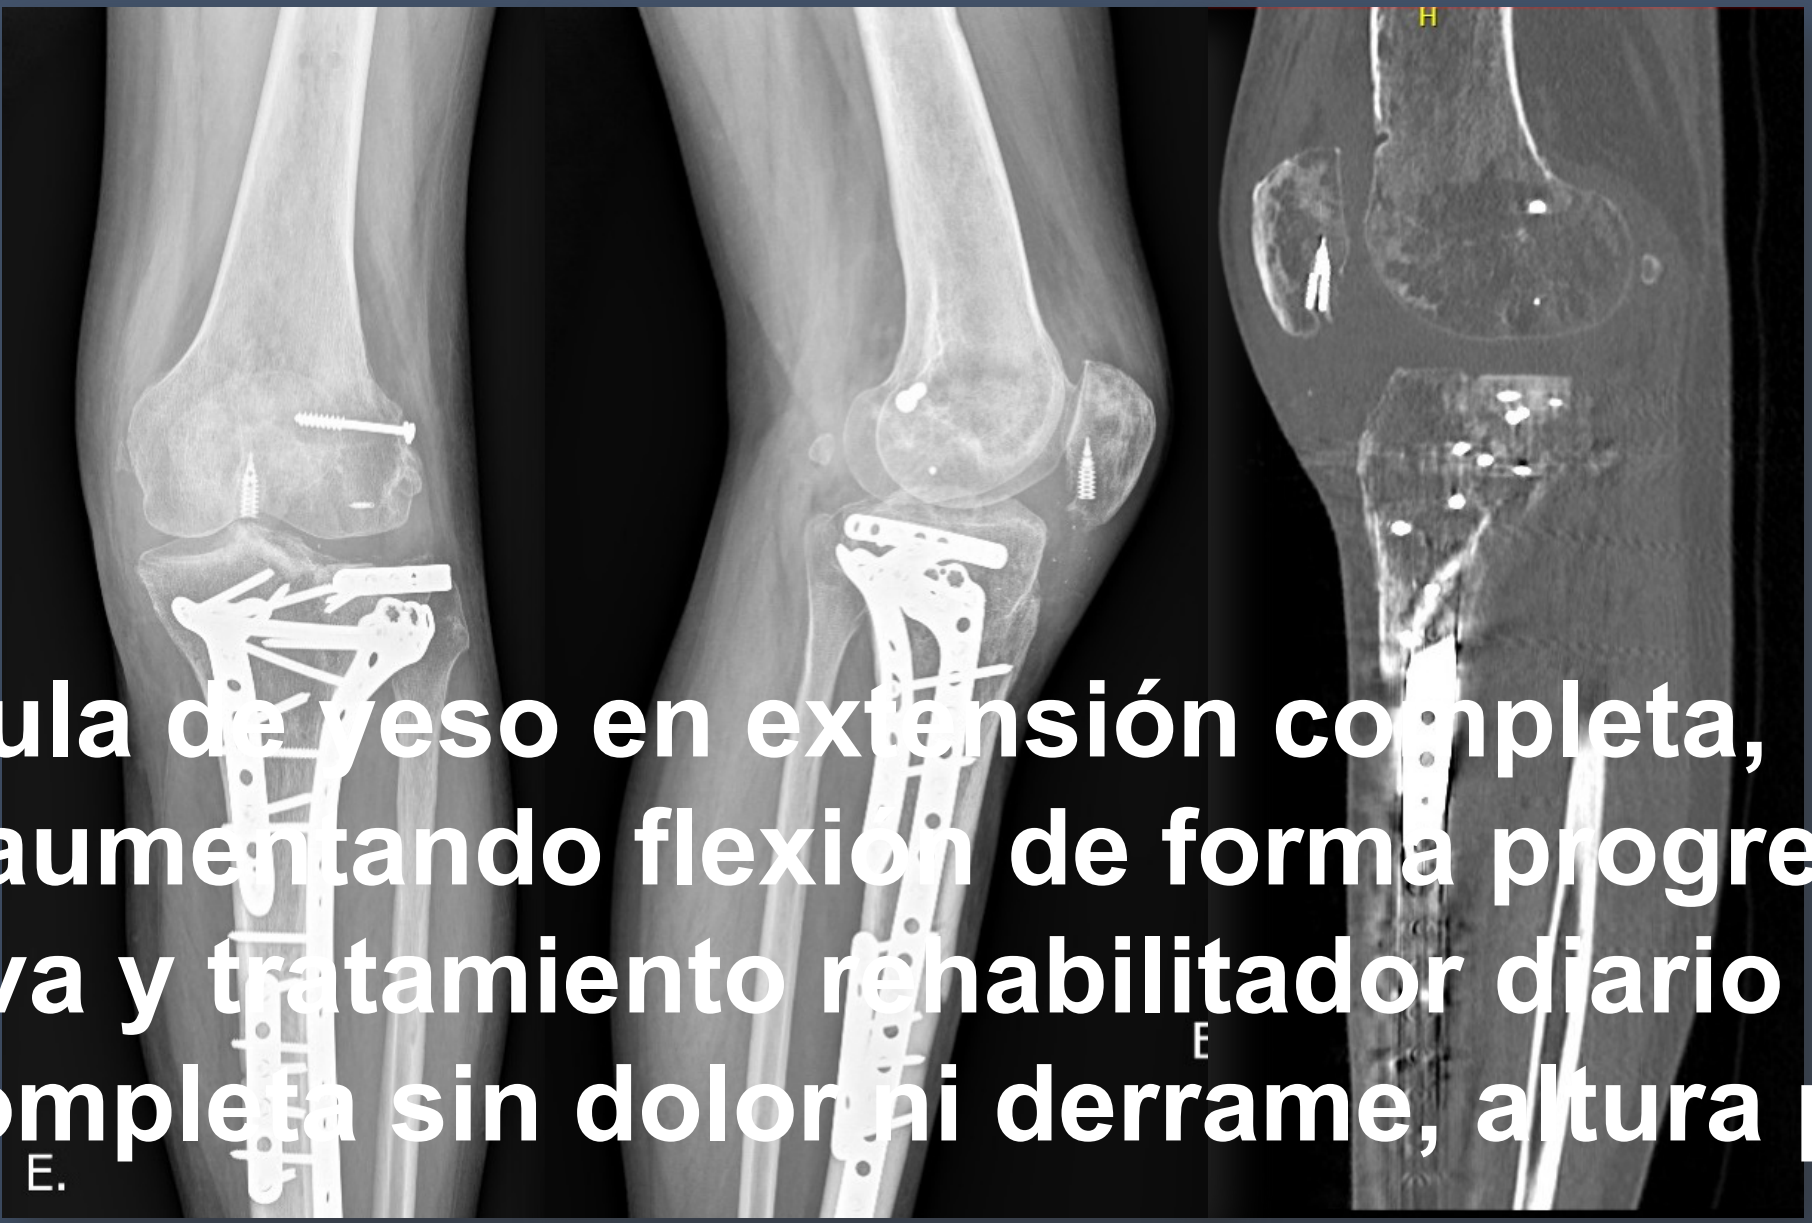 H
ula de yeso en extensión completa,
aumentando flexión de forma progre
va y tratamiento rehabilitador diario
E
ompleta sin dolor ni derrame, altura
E.